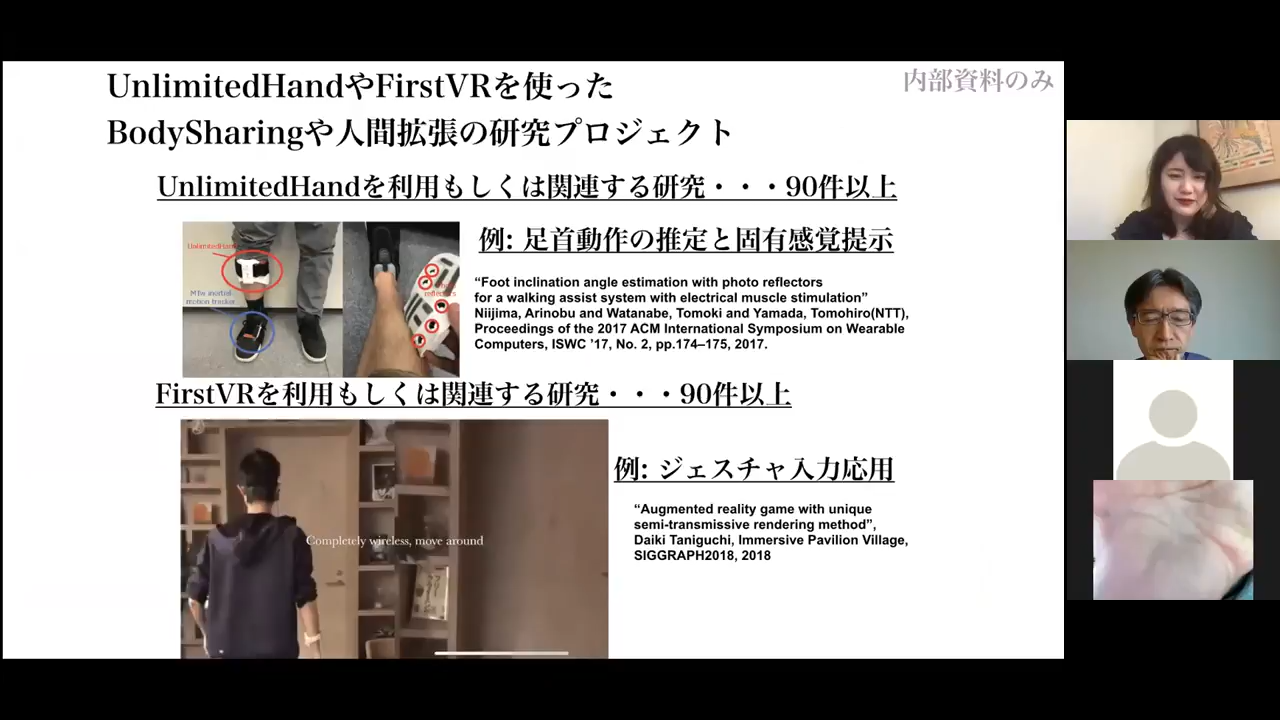 UnlimitedHandやFirstVRを使った
BodySharingや人間拡張の研究プロジェクト
内部資料のみ
UnlimitedHandを利用もしくは関連する研究・・・90件以上
UnlimitedHand
MTw inertial
motion tracker
reflectors
例: 足首動作の推定と固有感覚提示
“Foot inclination angle estimation with photo reflectors
for a walking assist system with electrical muscle stimulation”
Niijima, Arinobu and Watanabe, Tomoki and Yamada, Tomohiro(NTT),
Proceedings of the 2017 ACM International Symposium on Wearable
Computers, ISWC ’17, No. 2, pp.174–175, 2017.
FirstVRを利用もしくは関連する研究・・・90件以上
Completely wireless, move around
例: ジェスチャ入力応用
“Augmented reality game with unique
semi-transmissive rendering method”,
Daiki Taniguchi, Immersive Pavilion Village,
SIGGRAPH2018, 2018